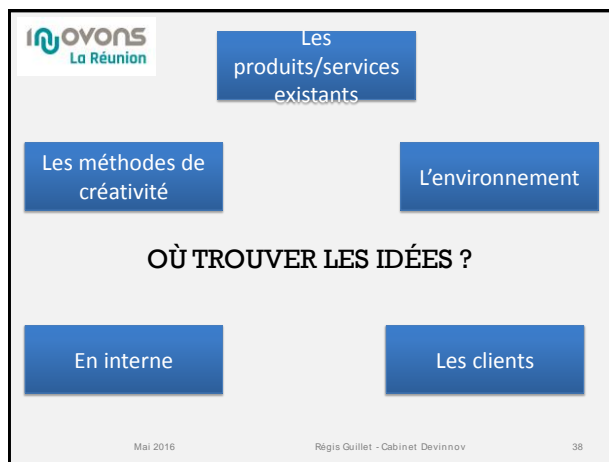 INOVONS
La Réunion
Les
produits/services
existants
Les méthodes de
créativité
L'environnement
OÙ TROUVER LES IDÉES ?
En interne
Les clients
Mai 2016
Régis Guillet - Cabinet Devinnov
38